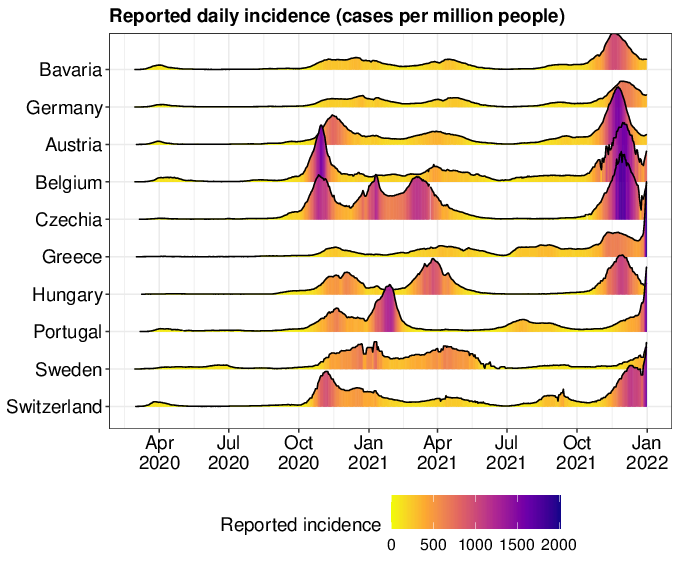 Reported daily incidence (cases per million people)
Bavaria
Germany
Austria
Belgium
Czechia
Greece
Hungary
Portugal
Sweden
Switzerland
Apr Jul Oct Jan Apr Jul Oct Jan
2020 2020 2020 2021 2021 2021 2021 2022
Reported incidence
0 500 1000 1500 2000